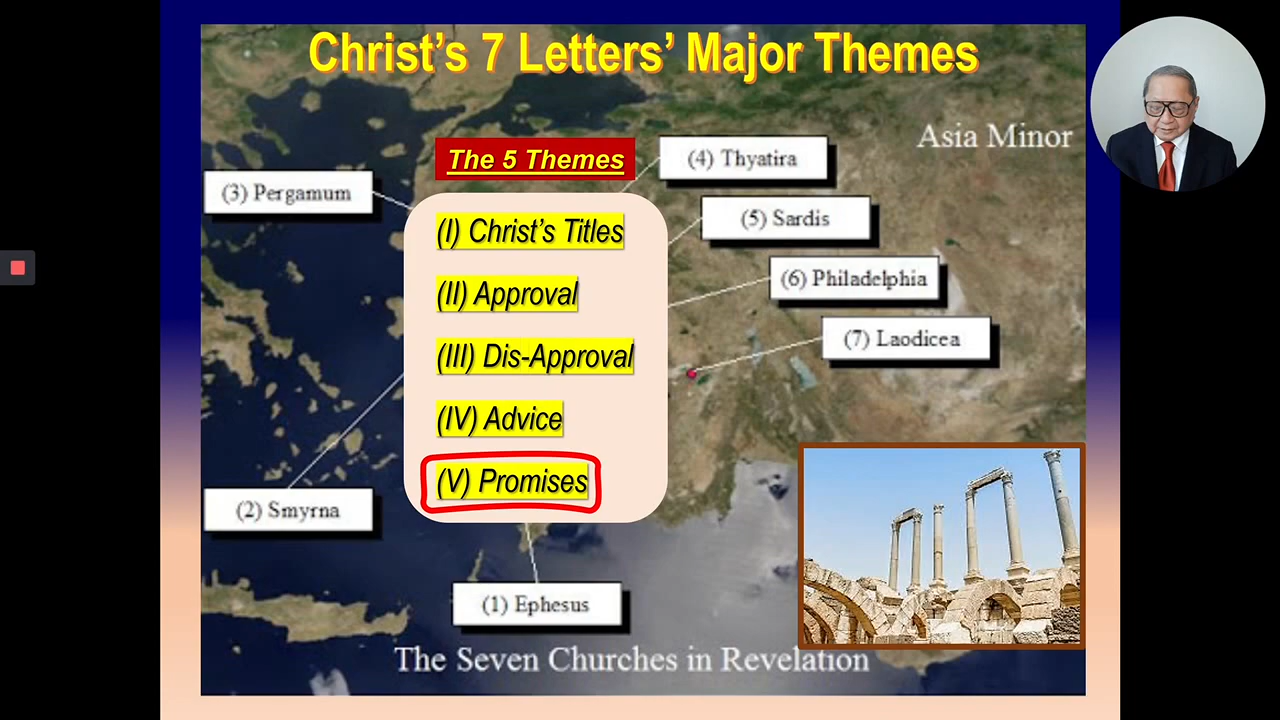 Christ's 7 Letters' Major Themes
Asia Minor
The 5 Themes
(I) Christ's Titles
(II) Approval
(III) Dis-Approval
(IV) Advice
(V) Promises
(3) Pergamum
(4) Thyatira
(5) Sardis
(6) Philadelphia
(7) Laodicea
(2) Smyrna
(1) Ephesus
The Seven Churches in Revelation